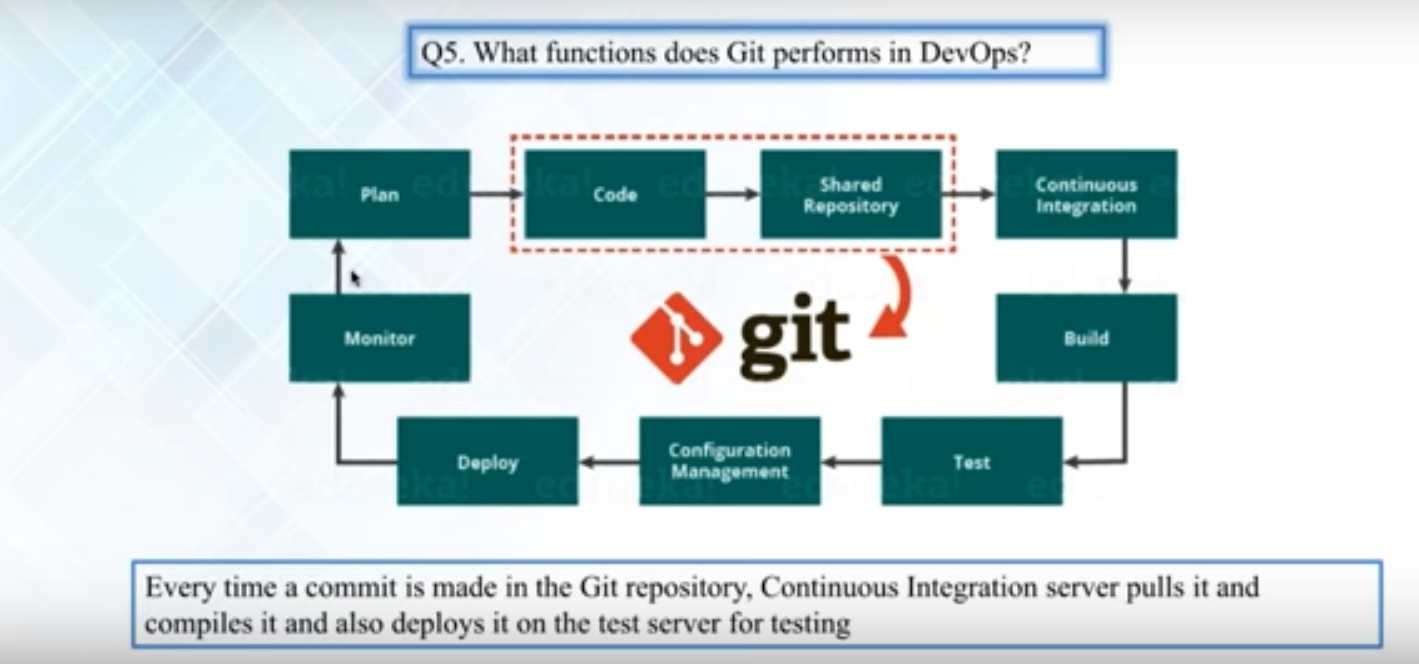 Q5. What functions does Git performs in DevOps?
Plan
Code
Shared
Repository
Continuous
Integration
Monitor
git
Build
Deploy
Configuration
Management
Test
Every time a commit is made in the Git repository, Continuous Integration server pulls it and
compiles it and also deploys it on the test server for testing